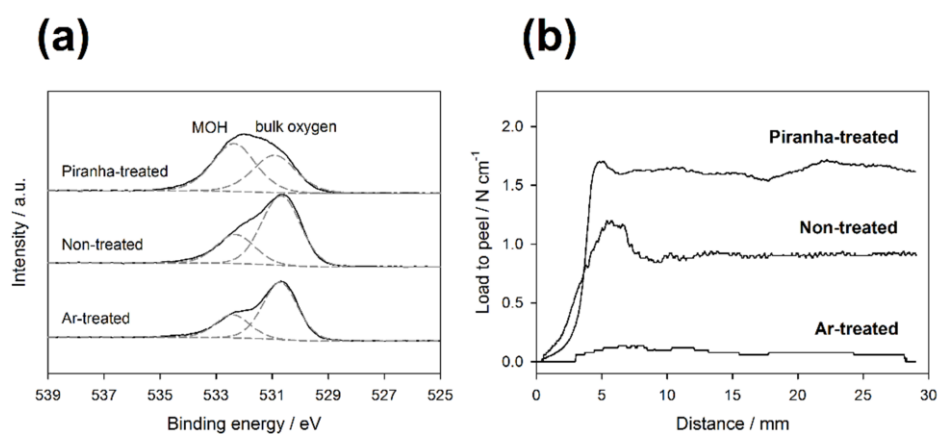 (a)
MOH bulk oxygen
Piranha-treated
Non-treated
Ar-treated
Intensity / a.u.
539 537 535 533 531 529 527 525
Binding energy / eV
(b)
2.0
1.5
1.0
0.5
0.0
Load to peel / N cm-1
Piranha-treated
Non-treated
Ar-treated
0 5 10 15 20 25 30
Distance / mm